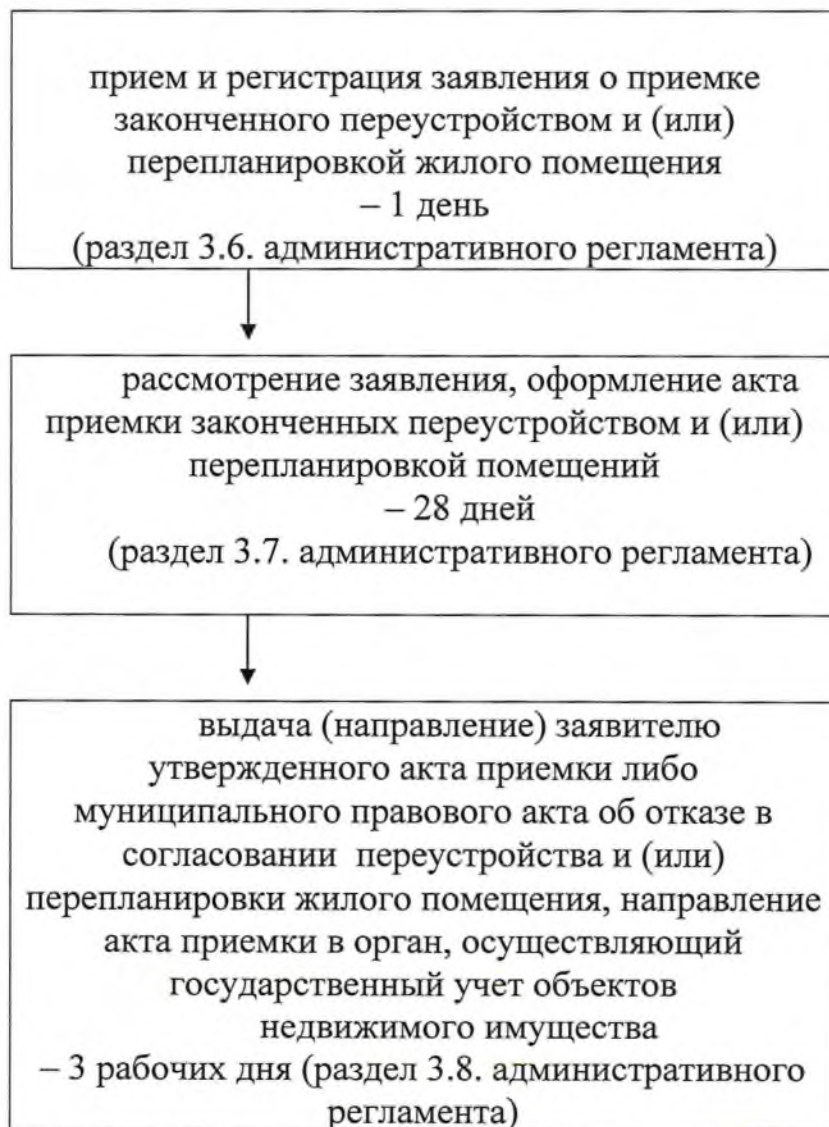 прием и регистрация заявления о приемке
законченного переустройством и (или)
перепланировкой жилого помещения
– 1 день
(раздел 3.6. административного регламента)
рассмотрение заявления, оформление акта
приемки законченных переустройством и (или)
перепланировкой помещений
– 28 дней
(раздел 3.7. административного регламента)
выдача (направление) заявителю
утвержденного акта приемки либо
муниципального правового акта об отказе в
согласовании переустройства и (или)
перепланировки жилого помещения, направление
акта приемки в орган, осуществляющий
государственный учет объектов
недвижимого имущества
– 3 рабочих дня (раздел 3.8. административного
регламента)